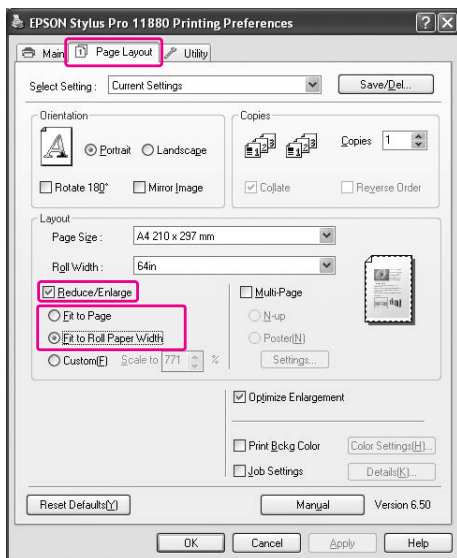 EPSON Stylus Pro 11880 Printing Preferences
Main Page Layout Utility
Select Setting : Current Settings Save/Del...
Orientation
Portrait Landscape
Rotate 180° Mirror Image
Copies
Copies 1
Collate Reverse Order
Layout
Page Size : A4 210 x 297 mm
Roll Width : 64in
Reduce/Enlarge
Fit to Page
Fit to Roll Paper Width
Custom(F) Scale to 771 %
Multi-Page
N-up
Poster(N)
Settings...
Optimize Enlargement
Print Bckg Color Color Settings(H)...
Job Settings Details(K)...
Reset Defaults(Y) Manual Version 6.50
OK Cancel Apply Help